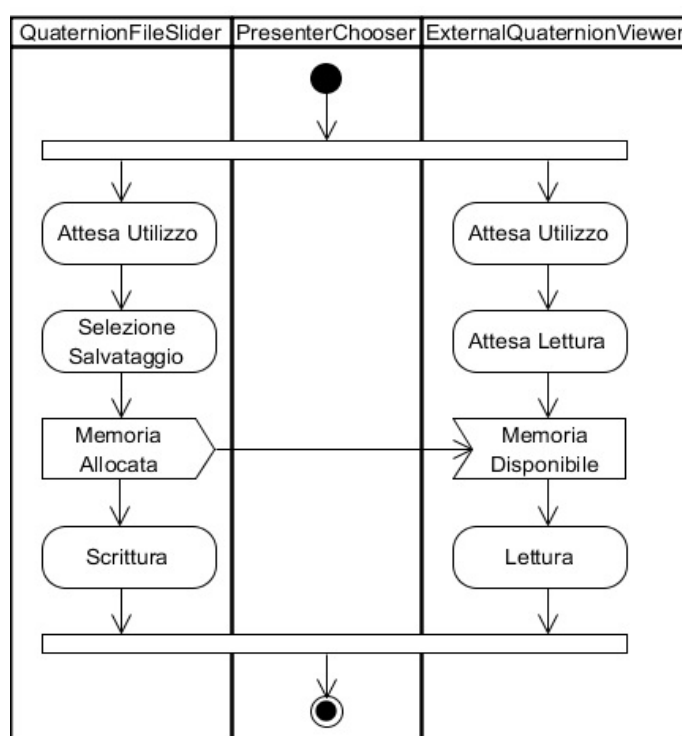 QuaternionFileSlider PresenterChooser ExternalQuaternionViewer
Attesa Utilizzo Attesa Utilizzo
Selezione
Salvataggio
Attesa Lettura
Memoria
Allocata
Memoria
Disponibile
Scrittura Lettura